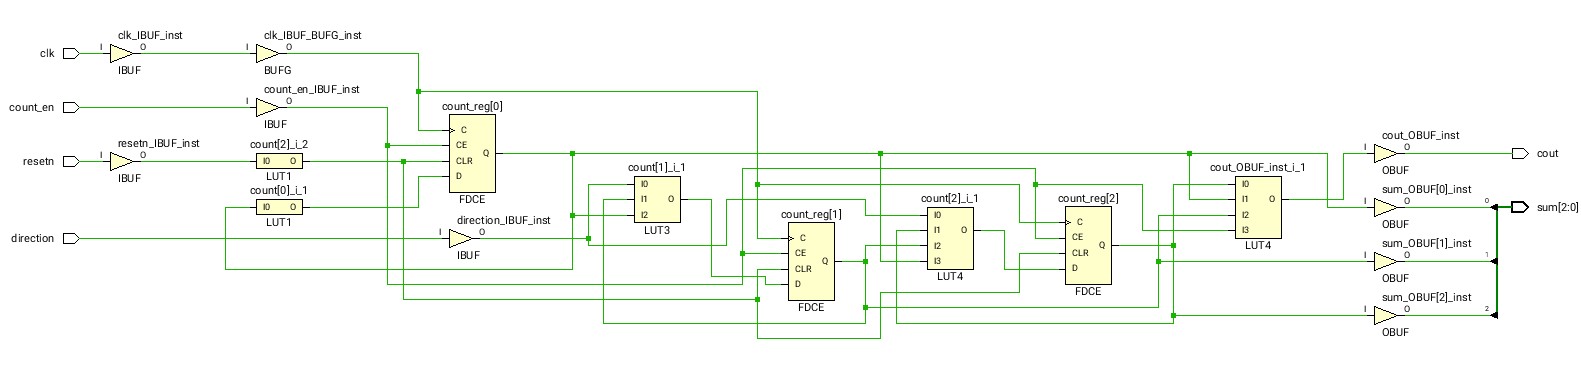 clk
I
clk_IBUF_inst
O
IBUF
I
clk_IBUF_BUFG_inst
O
BUFG
count_en
I
count_en_IBUF_inst
O
IBUF
resetn
I
resetn_IBUF_inst
O
IBUF
count[2]_i_2
I0 O
LUT1
count[0]_i_1
I0 O
LUT1
direction
I
direction_IBUF_inst
O
IBUF
count_reg[0]
C
CE
CLR
D
Q
FDCE
count[1]_i_1
I0
I1
I2
O
LUT3
count_reg[1]
C
CE
CLR
D
Q
FDCE
count[2]_i_1
I0
I1
I2
I3
O
LUT4
count_reg[2]
C
CE
CLR
D
Q
FDCE
cout_OBUF_inst_i_1
I0
I1
I2
I3
O
LUT4
cout_OBUF_inst
I
O
OBUF
cout
sum_OBUF[0]_inst
I
O
OBUF
0
sum[2:0]
sum_OBUF[1]_inst
I
O
OBUF
1
sum_OBUF[2]_inst
I
O
OBUF
2